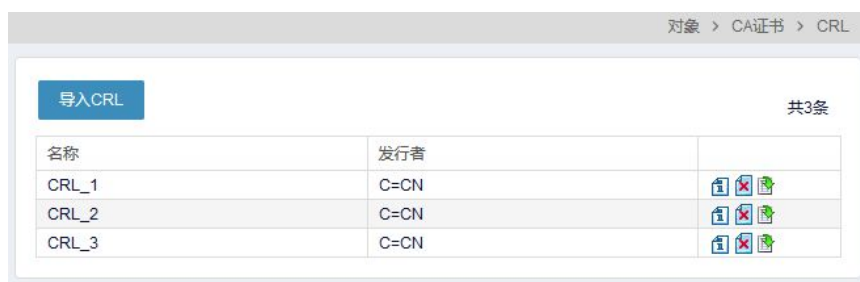 对象 > CA证书 > CRL
导入CRL
共3条
名称 发行者
CRL_1 C=CN
CRL_2 C=CN
CRL_3 C=CN